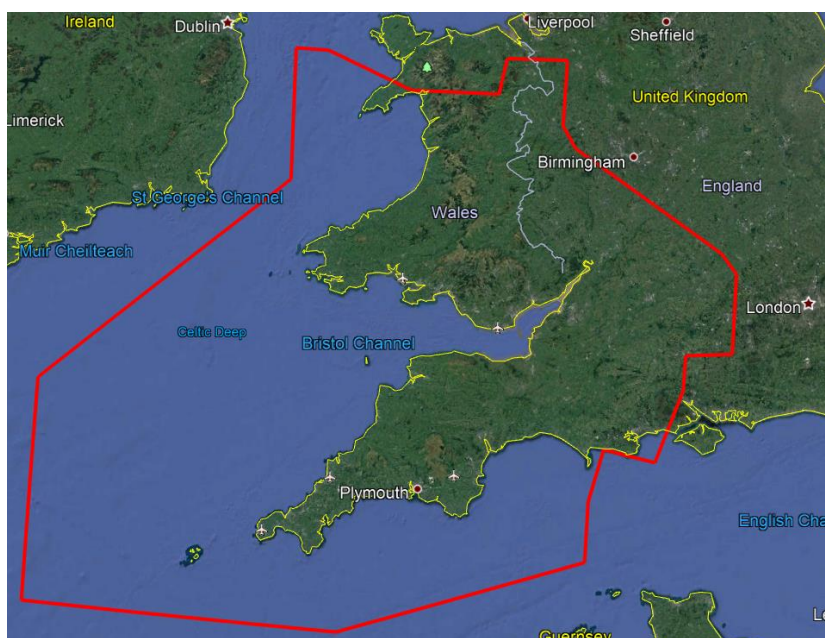 Ireland
Dublin
Liverpool
Sheffield
United Kingdom
Limerick
Birmingham
England
St George's Channel
Wales
Muir Cheilteach
London
Celtic Deep
Bristol Channel
Plymouth
English Cha
Guernsey